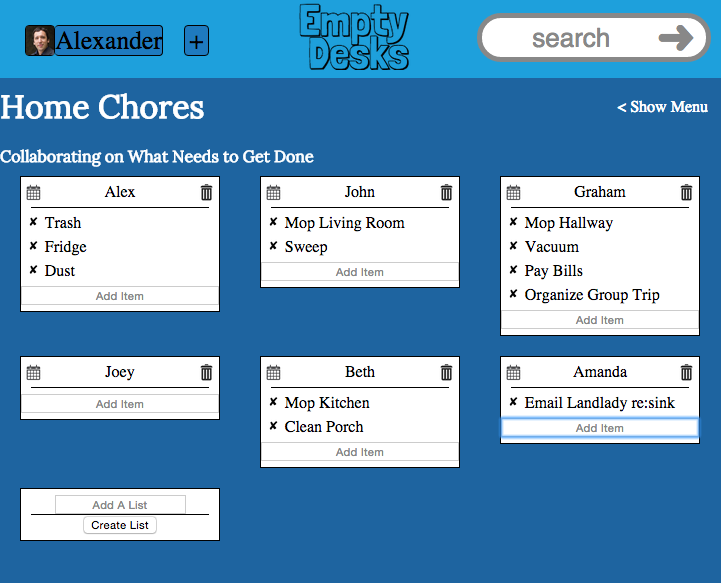 Alexander
+
Empty
Desks
search
Home Chores
< Show Menu
Collaborating on What Needs to Get Done
Alex
✘ Trash
✘ Fridge
✘ Dust
Add Item
John
✘ Mop Living Room
✘ Sweep
Add Item
Graham
✘ Mop Hallway
✘ Vacuum
✘ Pay Bills
✘ Organize Group Trip
Add Item
Joey
Add Item
Beth
✘ Mop Kitchen
✘ Clean Porch
Add Item
Amanda
✘ Email Landlady re:sink
Add Item
Add A List
Create List